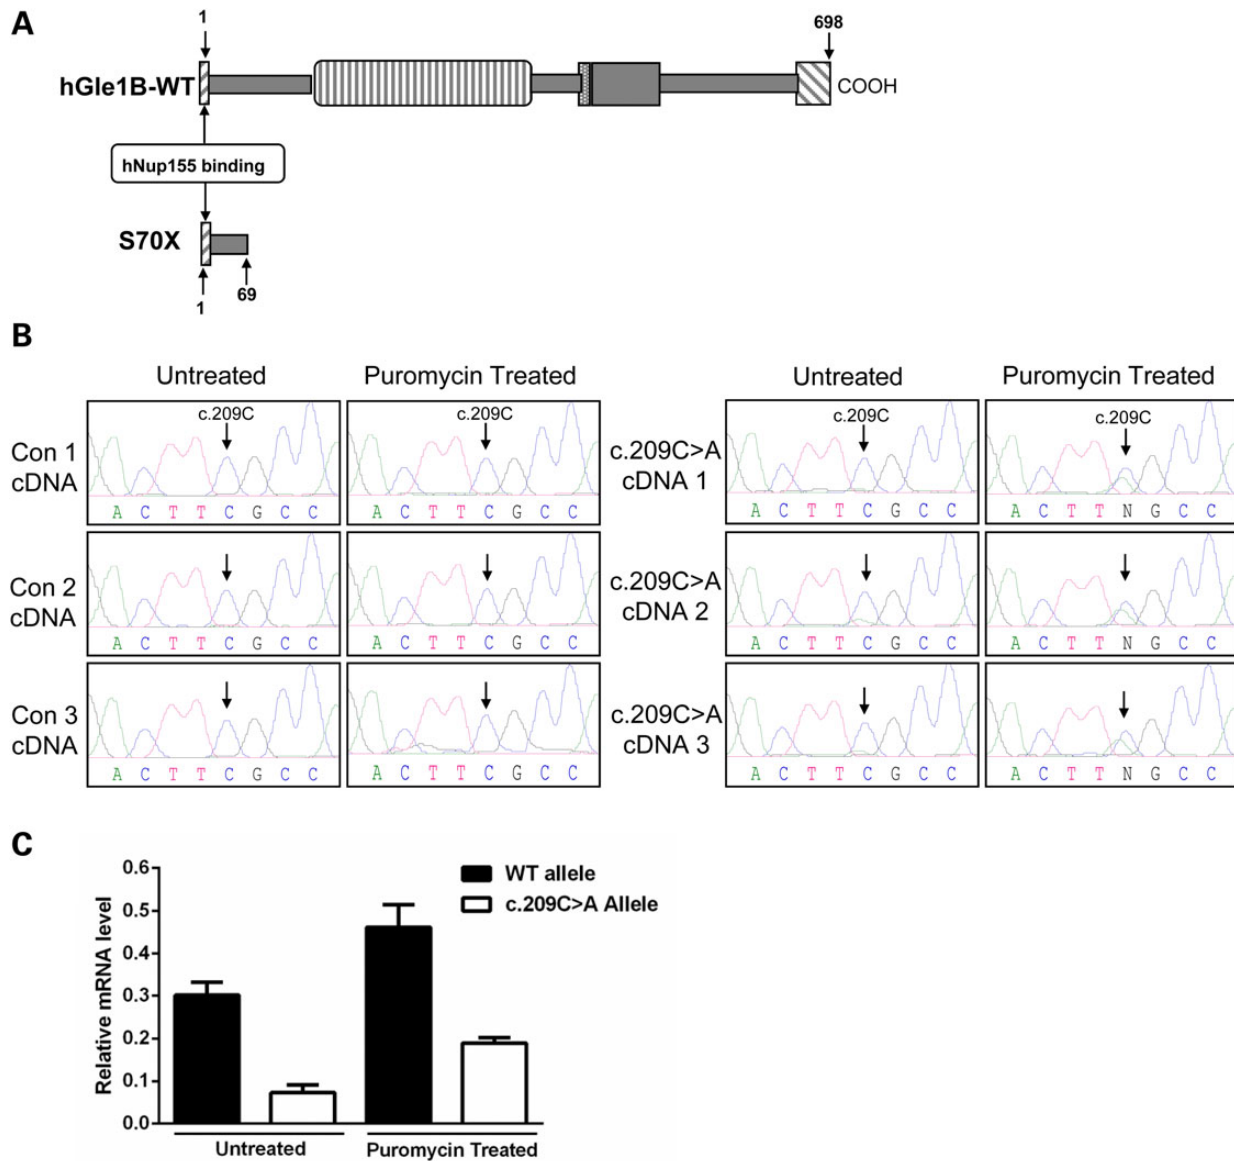 A
1
698
hGle1B-WT
COOH
hNup155 binding
S70X
1
69
B
Untreated
Puromycin Treated
Untreated
Puromycin Treated
Con 1
cDNA
c.209C
A C T T C G C C
c.209C
A C T T C G C C
c.209C>A
cDNA 1
c.209C
A C T T C G C C
c.209C
A C T T N G C C
Con 2
cDNA
A C T T C G C C
A C T T C G C C
c.209C>A
cDNA 2
A C T T C G C C
A C T T N G C C
Con 3
cDNA
A C T T C G C C
A C T T C G C C
c.209C>A
cDNA 3
A C T T C G C C
A C T T N G C C
C
Relative mRNA level
0.6
0.5
0.4
0.3
0.2
0.1
0.0
WT allele
c.209C>A Allele
Untreated
Puromycin Treated